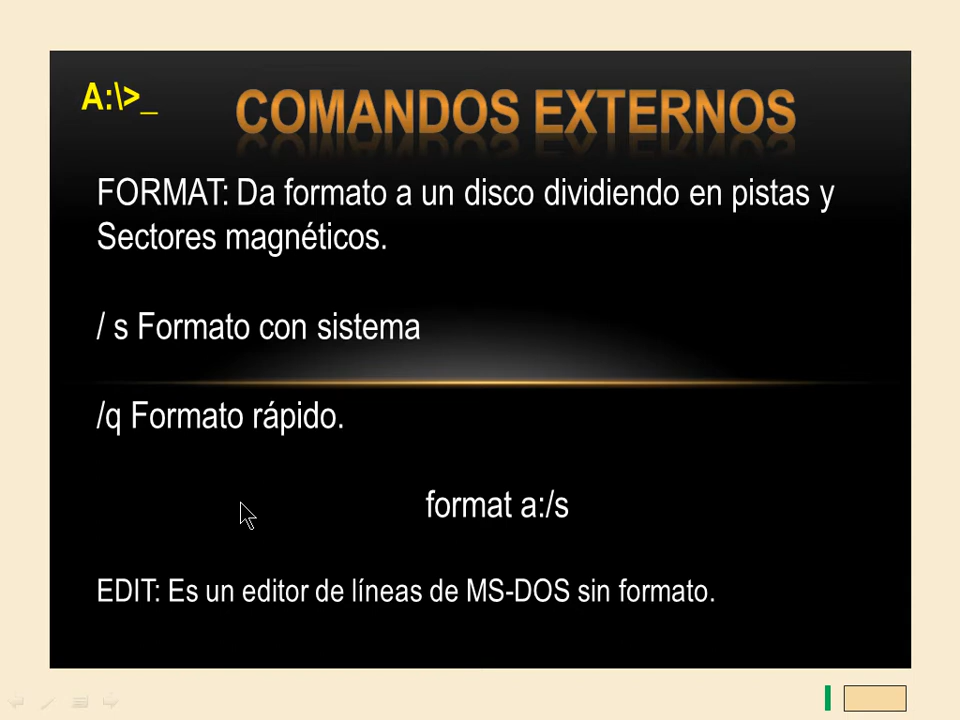 A:\>_
COMANDOS EXTERNOS
FORMAT: Da formato a un disco dividiendo en pistas y
Sectores magnéticos.
/ s Formato con sistema
/q Formato rápido.
format a:/s
EDIT: Es un editor de líneas de MS-DOS sin formato.